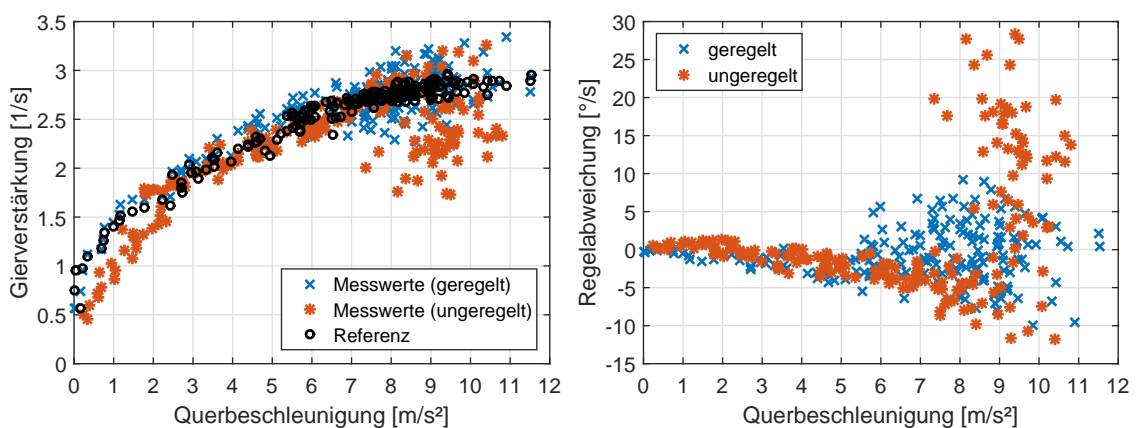 3.5
3
2.5
2
1.5
1
0.5
0
0 1 2 3 4 5 6 7 8 9 10 11 12
Gierverstärkung [1/s]
Querbeschleunigung [m/s²]
Messwerte (geregelt)
Messwerte (ungeregelt)
Referenz
30
25
20
15
10
5
0
-5
-10
-15
0 1 2 3 4 5 6 7 8 9 10 11 12
Regelabweichung [°/s]
Querbeschleunigung [m/s²]
geregelt
ungeregelt